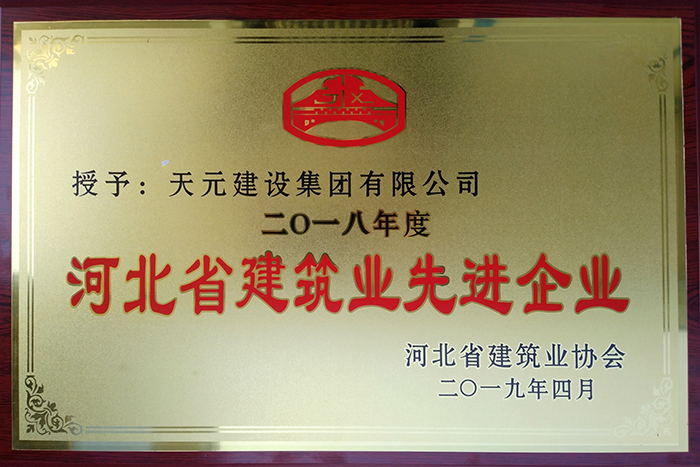 授予：天元建设集团有限公司
二〇一八年度
河北省建筑业先进企业
河北省建筑业协会
二〇一九年四月